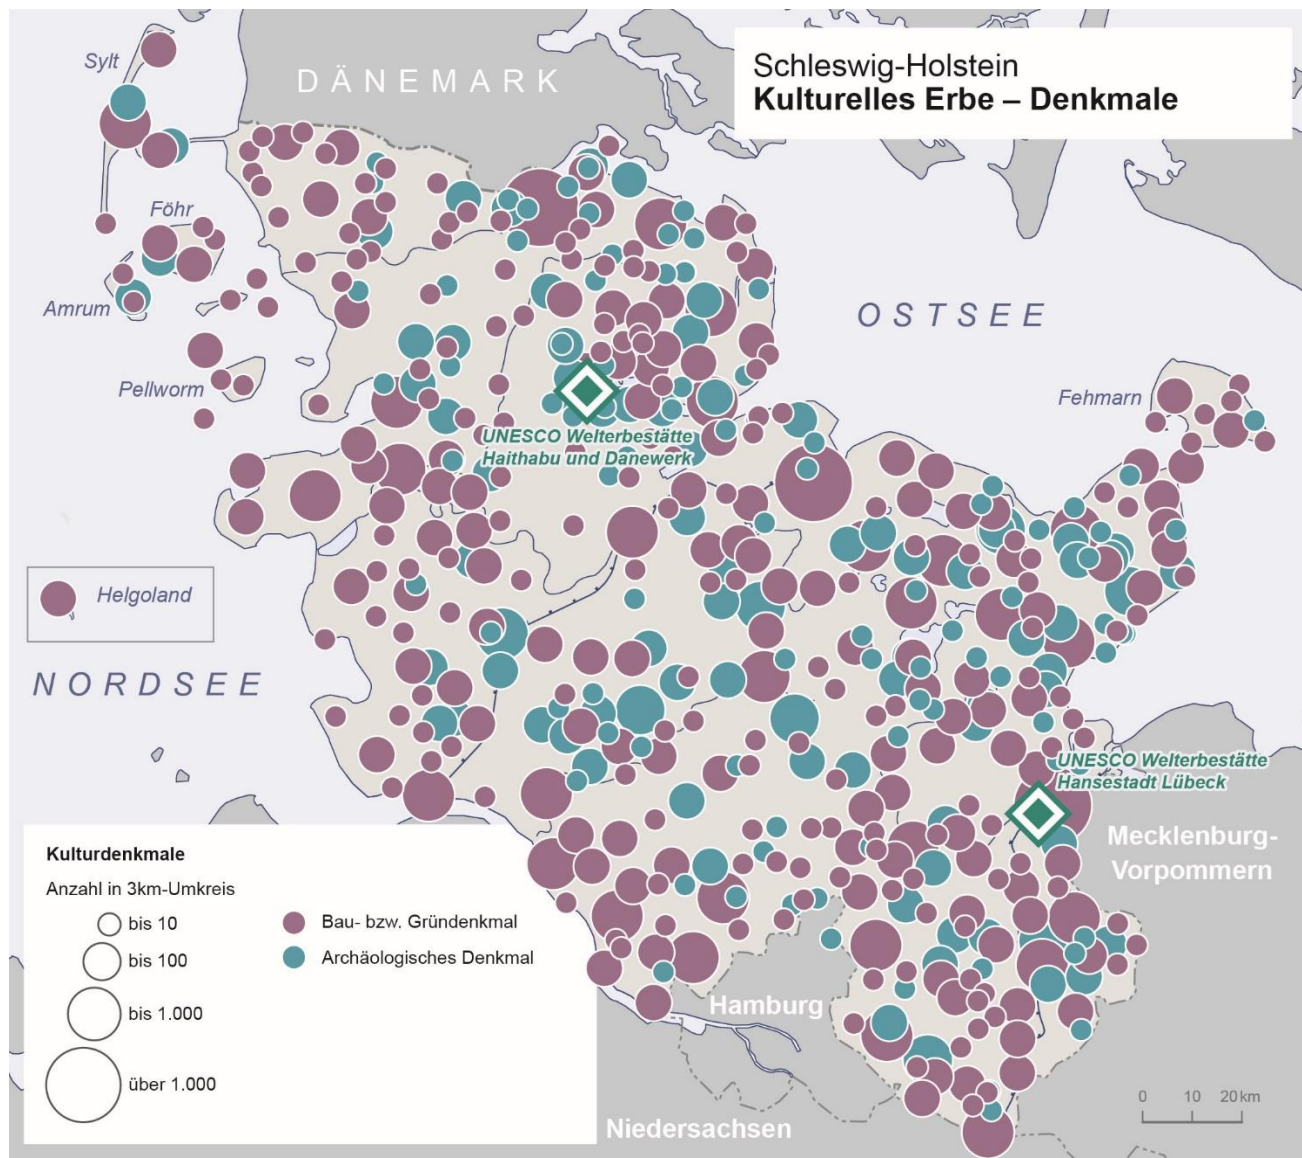 Schleswig-Holstein
Kulturelles Erbe – Denkmale
Sylt
DÄNEMARK
Föhr
Amrum
OSTSEE
Pellworm
Fehmarn
UNESCO Welterbestätte
Haithabu und Danewerk
Helgoland
NORDSEE
UNESCO Welterbestätte
Hansestadt Lübeck
Mecklenburg-
Vorpommern
Kulturdenkmale
Anzahl in 3km-Umkreis
bis 10
bis 100
bis 1.000
über 1.000
Bau- bzw. Gründenkmal
Archäologisches Denkmal
Hamburg
Niedersachsen
0 10 20 km